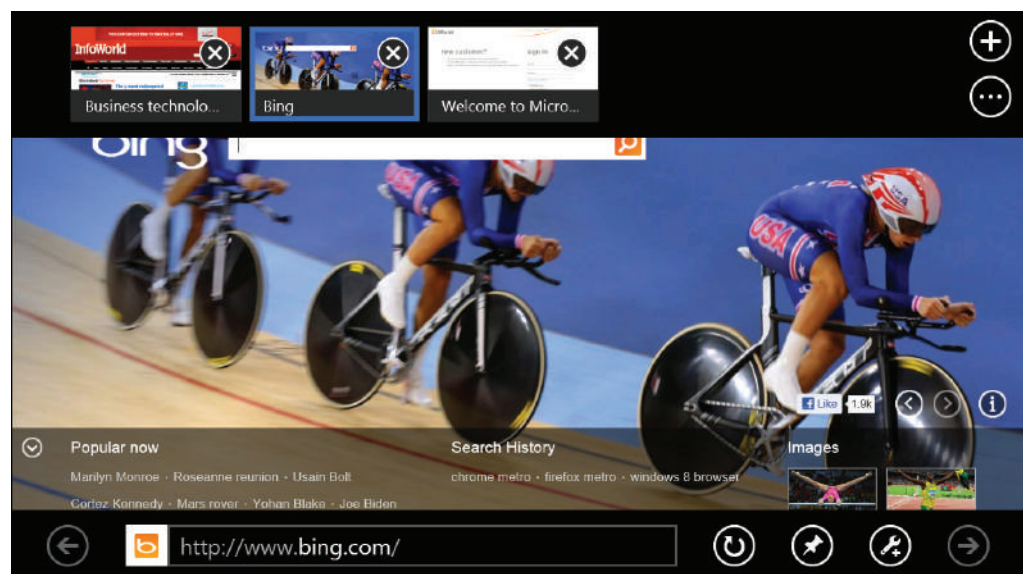 InfoWorld
Business technolo...
bing
Bing
new customer?
sign in
Welcome to Micro...
bing
USA
USA
USA
Like 1.9k
Popular now
Search History
Images
Marilyn Monroe · Roseanne reunion · Usain Bolt
chrome metro · firefox metro · windows 8 browser
Cortez Kennedy · Mars rover · Yohan Blake · Joe Biden
http://www.bing.com/